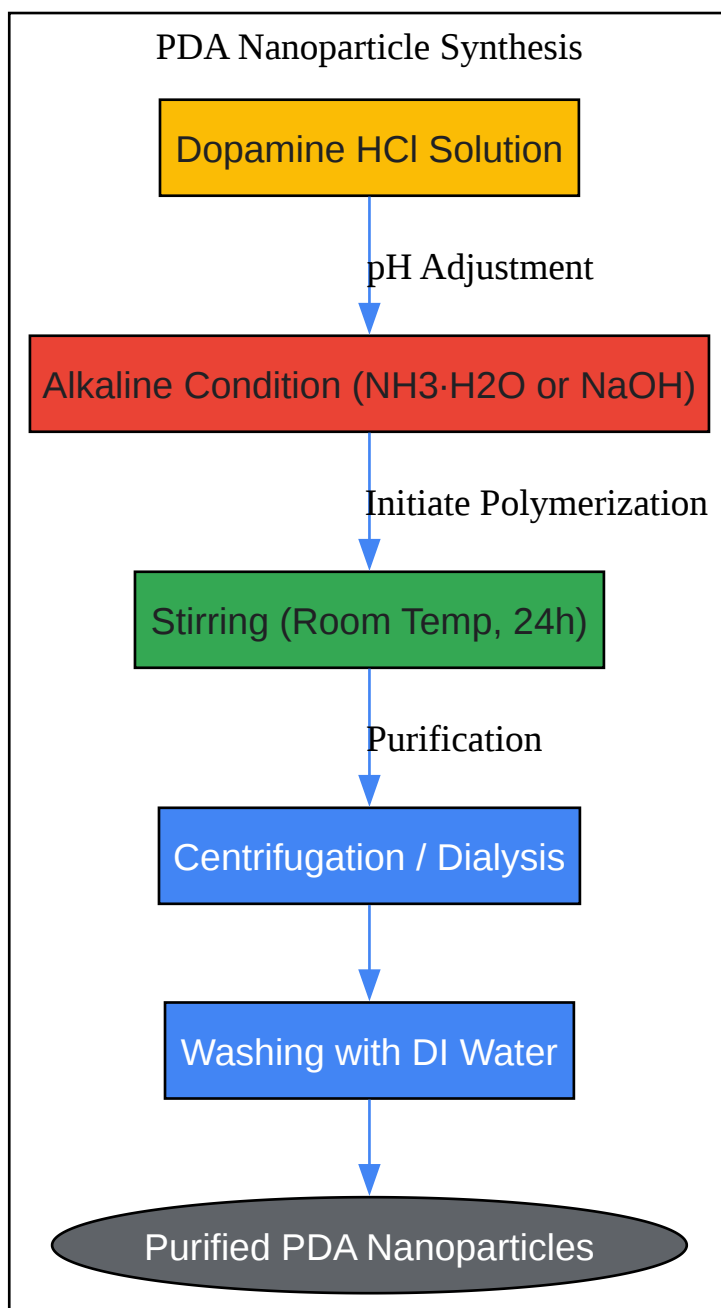 PDA Nanoparticle Synthesis
Dopamine HCl Solution
pH Adjustment
Alkaline Condition (NH3·H2O or NaOH)
Initiate Polymerization
Stirring (Room Temp, 24h)
Purification
Centrifugation / Dialysis
Washing with DI Water
Purified PDA Nanoparticles